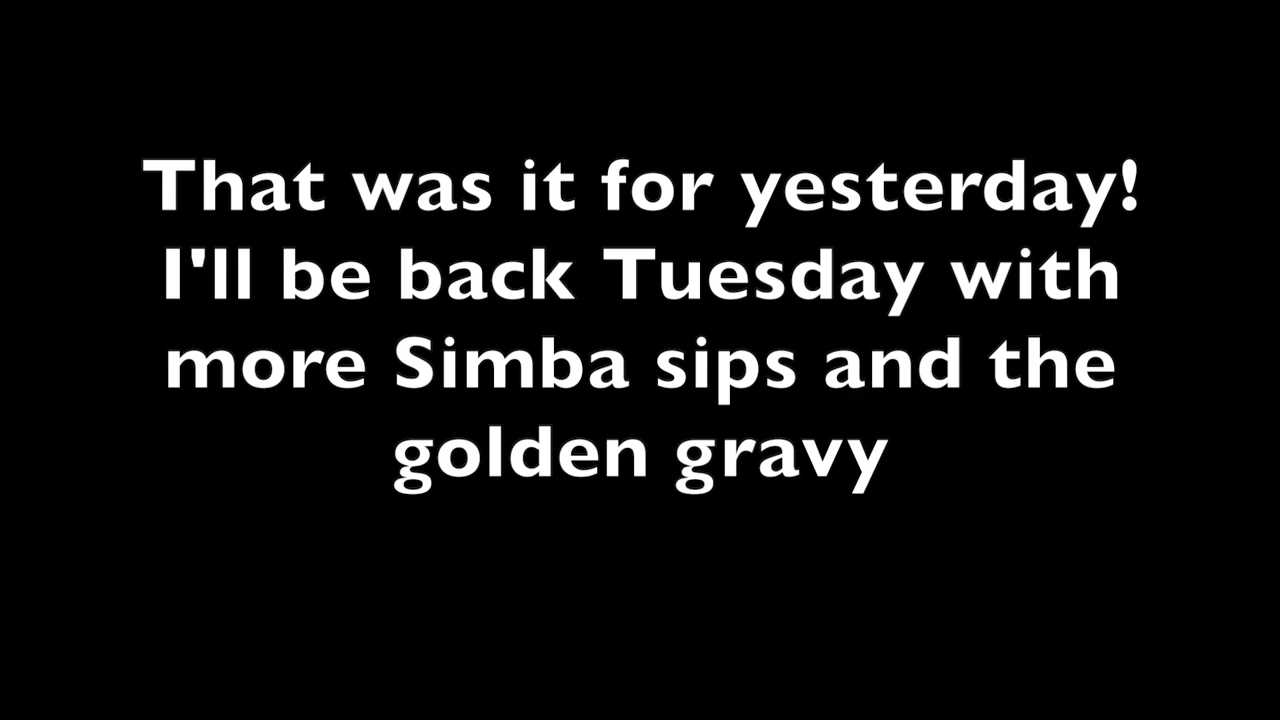 That was it for yesterday!
I'll be back Tuesday with
more Simba sips and the
golden gravy